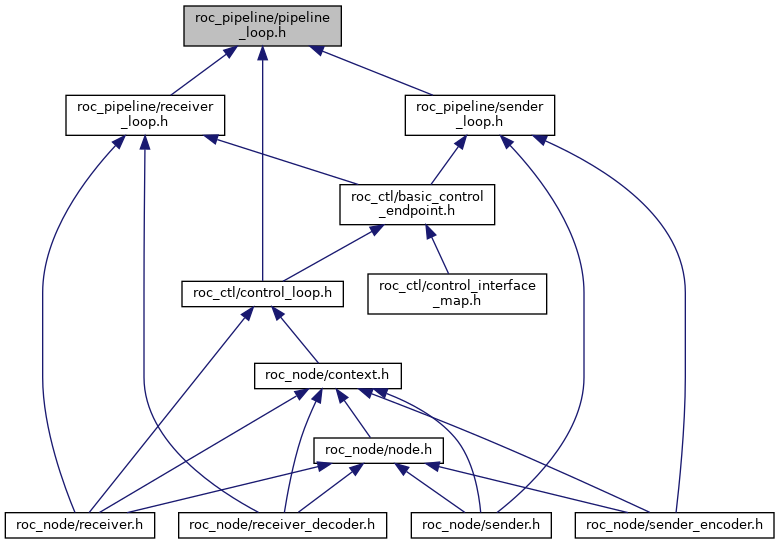 roc_pipeline/pipeline
_loop.h
roc_pipeline/receiver
_loop.h
roc_pipeline/sender
_loop.h
roc_ctl/basic_control
_endpoint.h
roc_ctl/control_loop.h
roc_ctl/control_interface
_map.h
roc_node/context.h
roc_node/node.h
roc_node/receiver.h
roc_node/receiver_decoder.h
roc_node/sender.h
roc_node/sender_encoder.h